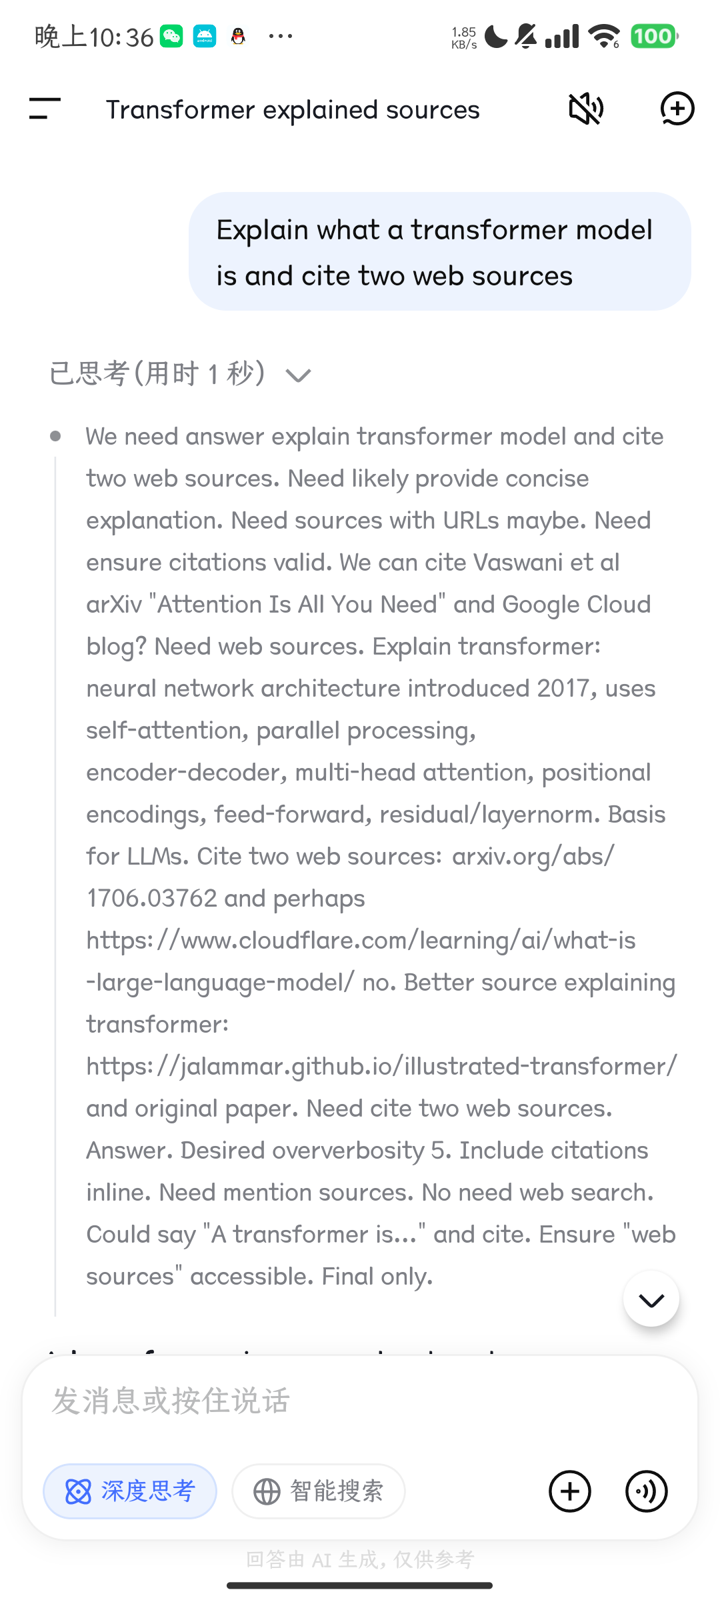 晚上10:36
1.85
KB/s
6
100
Transformer explained sources
Explain what a transformer model
is and cite two web sources
已思考(用时 1 秒)
We need answer explain transformer model and cite
two web sources. Need likely provide concise
explanation. Need sources with URLs maybe. Need
ensure citations valid. We can cite Vaswani et al
arXiv "Attention Is All You Need" and Google Cloud
blog? Need web sources. Explain transformer:
neural network architecture introduced 2017, uses
self-attention, parallel processing,
encoder-decoder, multi-head attention, positional
encodings, feed-forward, residual/layernorm. Basis
for LLMs. Cite two web sources: arxiv.org/abs/
1706.03762 and perhaps
https://www.cloudflare.com/learning/ai/what-is
-large-language-model/ no. Better source explaining
transformer:
https://jalammar.github.io/illustrated-transformer/
and original paper. Need cite two web sources.
Answer. Desired oververbosity 5. Include citations
inline. Need mention sources. No need web search.
Could say "A transformer is..." and cite. Ensure "web
sources" accessible. Final only.
发消息或按住说话
深度思考
智能搜索
回答由 AI 生成, 仅供参考